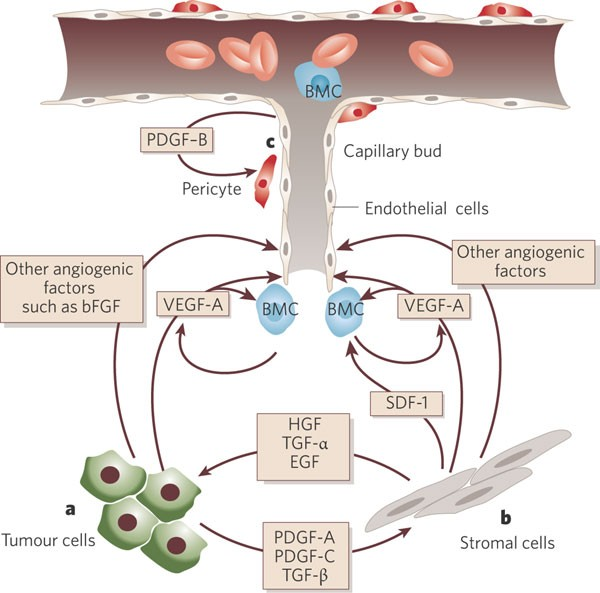 BMC
PDGF–B
c
Capillary bud
Pericyte
Endothelial cells
Other angiogenic
factors
such as bFGF
Other angiogenic
factors
VEGF-A
BMC
BMC
VEGF-A
SDF-1
HGF
TGF-α
EGF
a
Tumour cells
b
Stromal cells
PDGF-A
PDGF-C
TGF-β